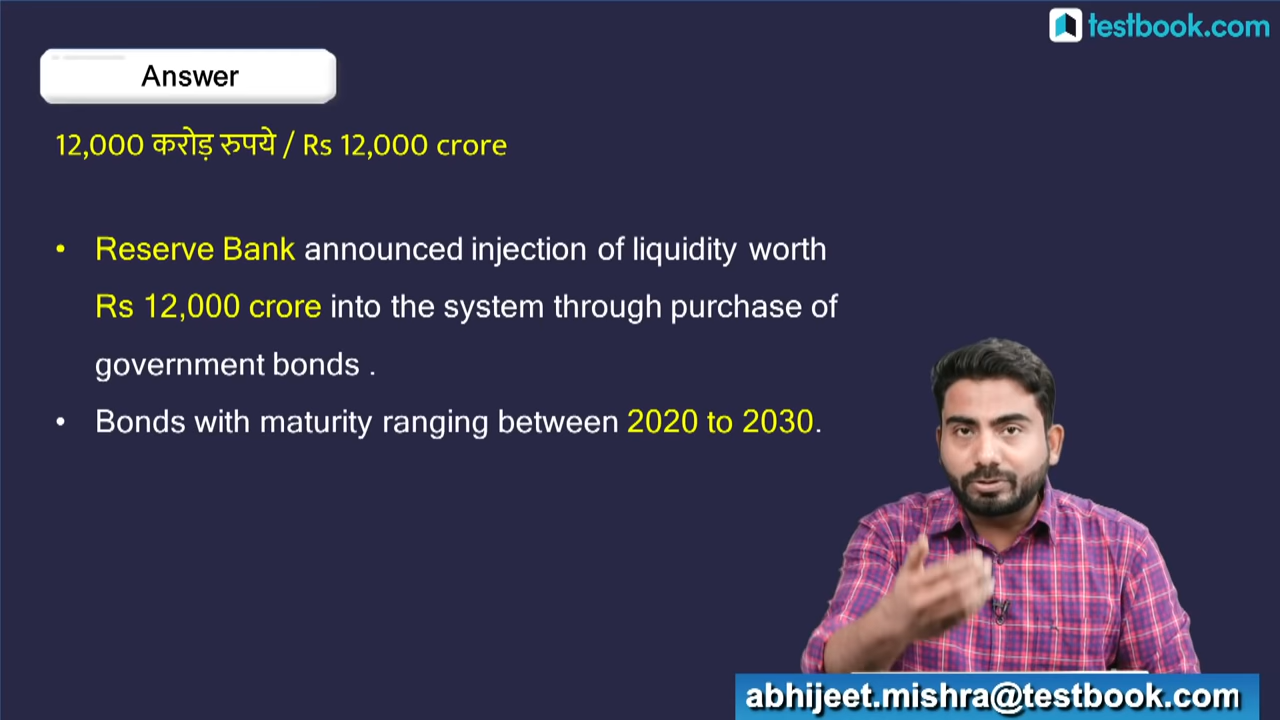 testbook.com
Answer
12,000 करोड़ रुपये / Rs 12,000 crore
• Reserve Bank announced injection of liquidity worth
Rs 12,000 crore into the system through purchase of
government bonds .
• Bonds with maturity ranging between 2020 to 2030.
abhijeet.mishra@testbook.com